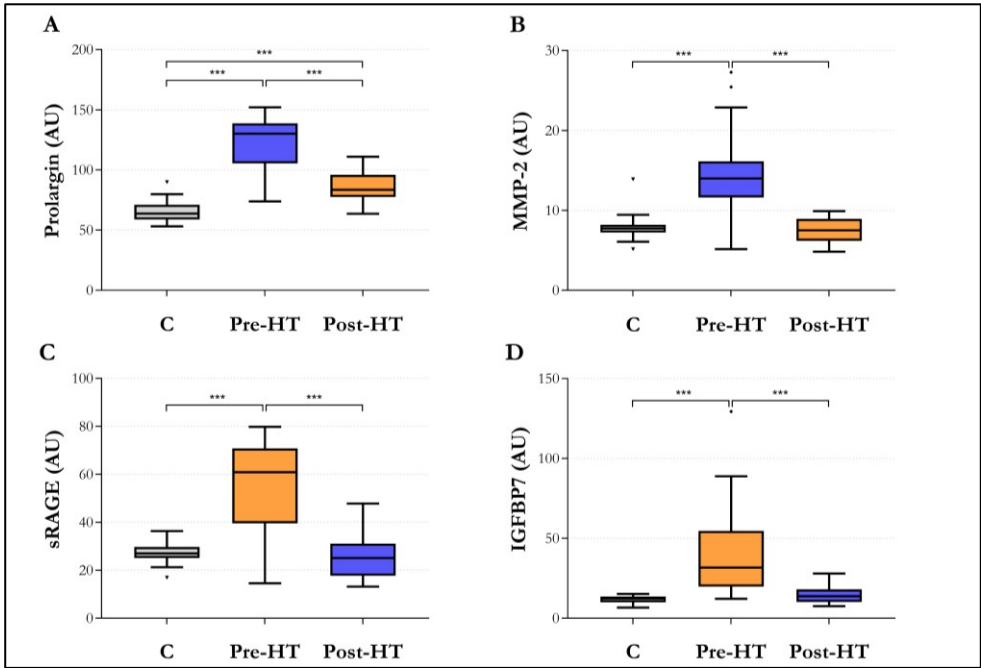 A
Prolargin (AU)
200
150
100
50
0
***
*** ***
C Pre-HT Post-HT
B
MMP-2 (AU)
30
20
10
0
*** ***
C Pre-HT Post-HT
C
sRAGE (AU)
100
80
60
40
20
0
*** ***
C Pre-HT Post-HT
D
IGFBP7 (AU)
150
100
50
0
*** ***
C Pre-HT Post-HT